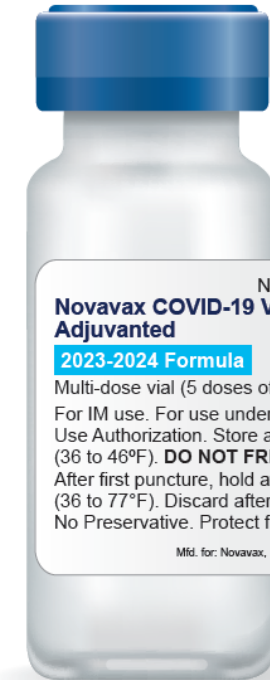 N
Novavax COVID-19 V
Adjuvanted
2023-2024 Formula
Multi-dose vial (5 doses of
For IM use. For use under
Use Authorization. Store a
(36 to 46ºF). DO NOT FR
After first puncture, hold a
(36 to 77°F). Discard after
No Preservative. Protect f
Mfd. for: Novavax,